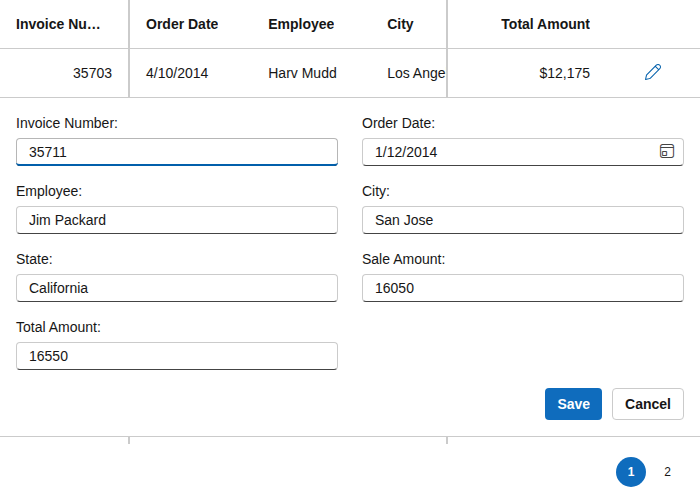 Invoice Nu… Order Date Employee City Total Amount
35703 4/10/2014 Harv Mudd Los Ange $12,175
Invoice Number: Order Date:
35711 1/12/2014
Employee: City:
Jim Packard San Jose
State: Sale Amount:
California 16050
Total Amount:
16550
Save Cancel
1 2